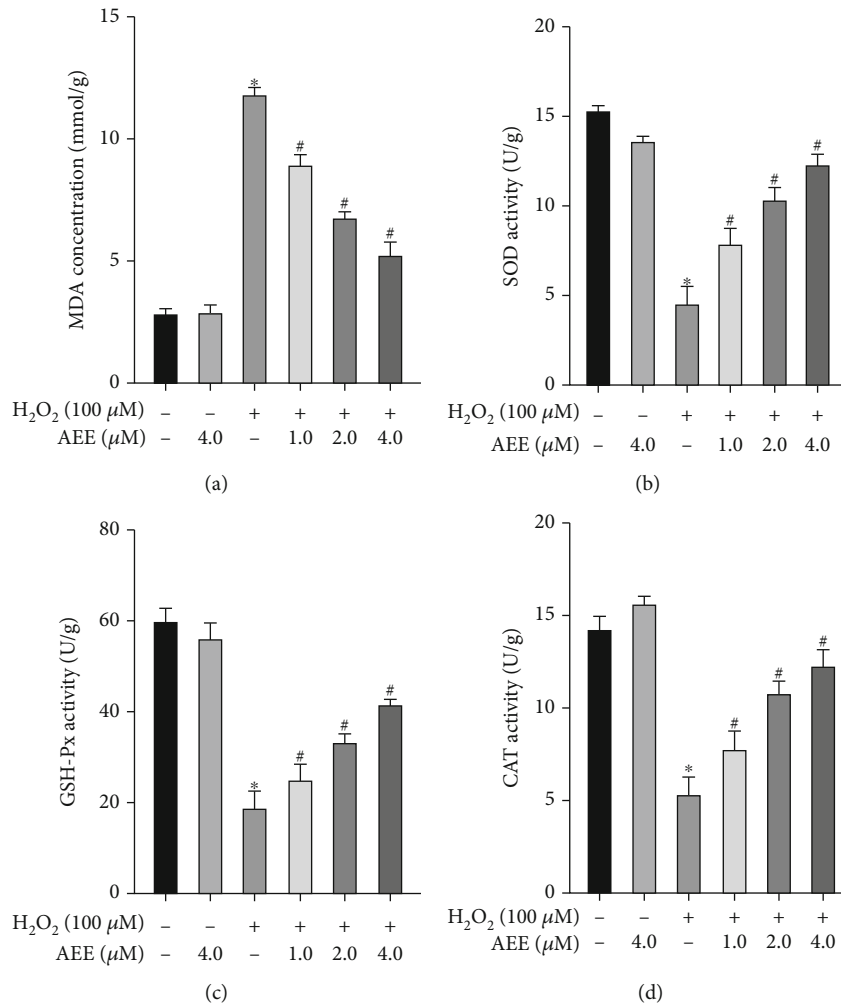 MDA concentration (mmol/g)
15
10
5
0
*
#
#
#
H₂O₂ (100 μM) – – + + + +
AEE (μM) – 4.0 – 1.0 2.0 4.0
(a)
SOD activity (U/g)
20
15
10
5
0
*
#
#
#
H₂O₂ (100 μM) – – + + + +
AEE (μM) – 4.0 – 1.0 2.0 4.0
(b)
GSH-Px activity (U/g)
80
60
40
20
0
*
#
#
#
H₂O₂ (100 μM) – – + + + +
AEE (μM) – 4.0 – 1.0 2.0 4.0
(c)
CAT activity (U/g)
20
15
10
5
0
*
#
#
#
H₂O₂ (100 μM) – – + + + +
AEE (μM) – 4.0 – 1.0 2.0 4.0
(d)